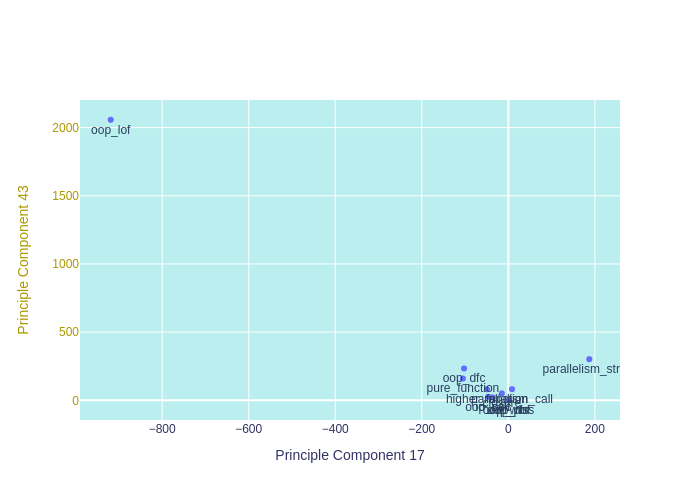 2000
1500
1000
500
0
Principle Component 43
oop_lof
oop_dfc
pure_function
parallelism_str
parallelism_call
−800
−600
−400
−200
0
200
Principle Component 17